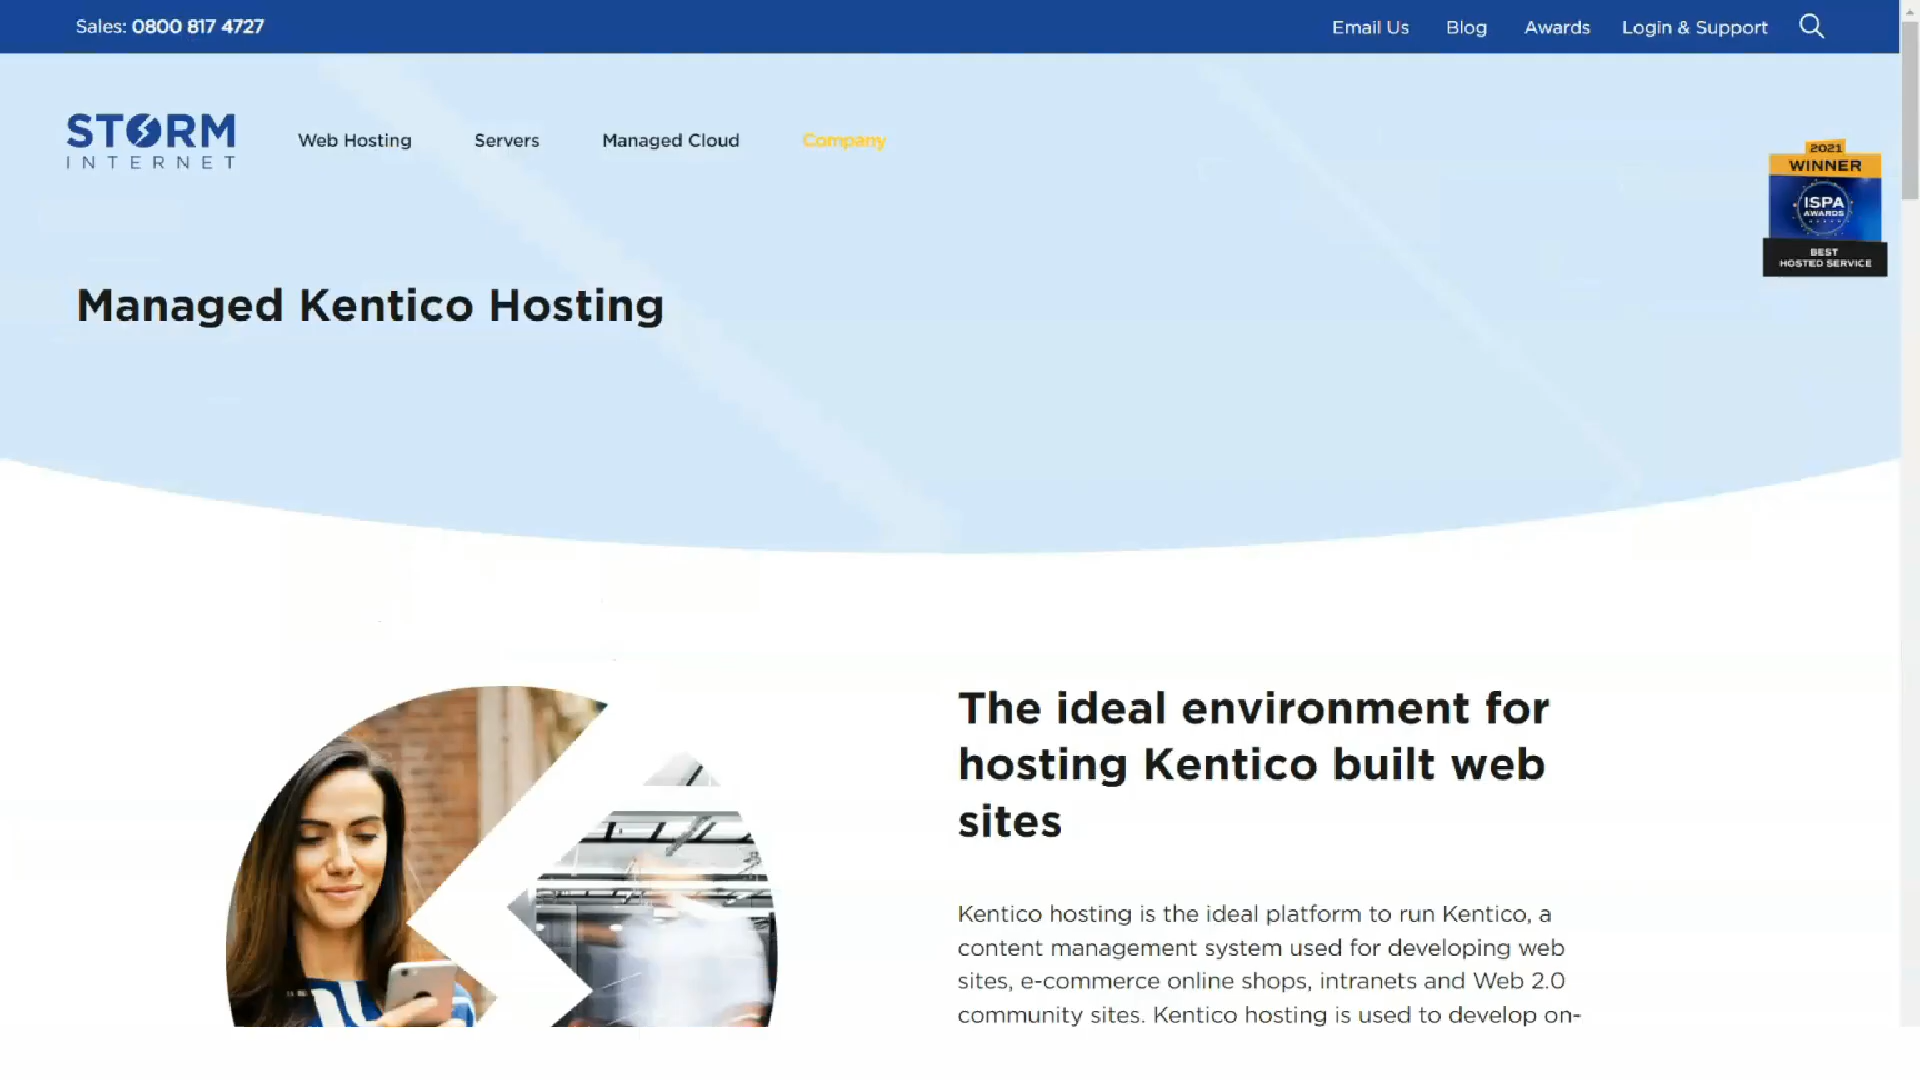 Sales: 0800 817 4727
Email Us
Blog
Awards
Login & Support
STORM
INTERNET
Web Hosting
Servers
Managed Cloud
Company
2021
WINNER
ISPA
AWARDS
BEST
HOSTED SERVICE
Managed Kentico Hosting
The ideal environment for
hosting Kentico built web
sites
Kentico hosting is the ideal platform to run Kentico, a
content management system used for developing web
sites, e-commerce online shops, intranets and Web 2.0
community sites. Kentico hosting is used to develop on-